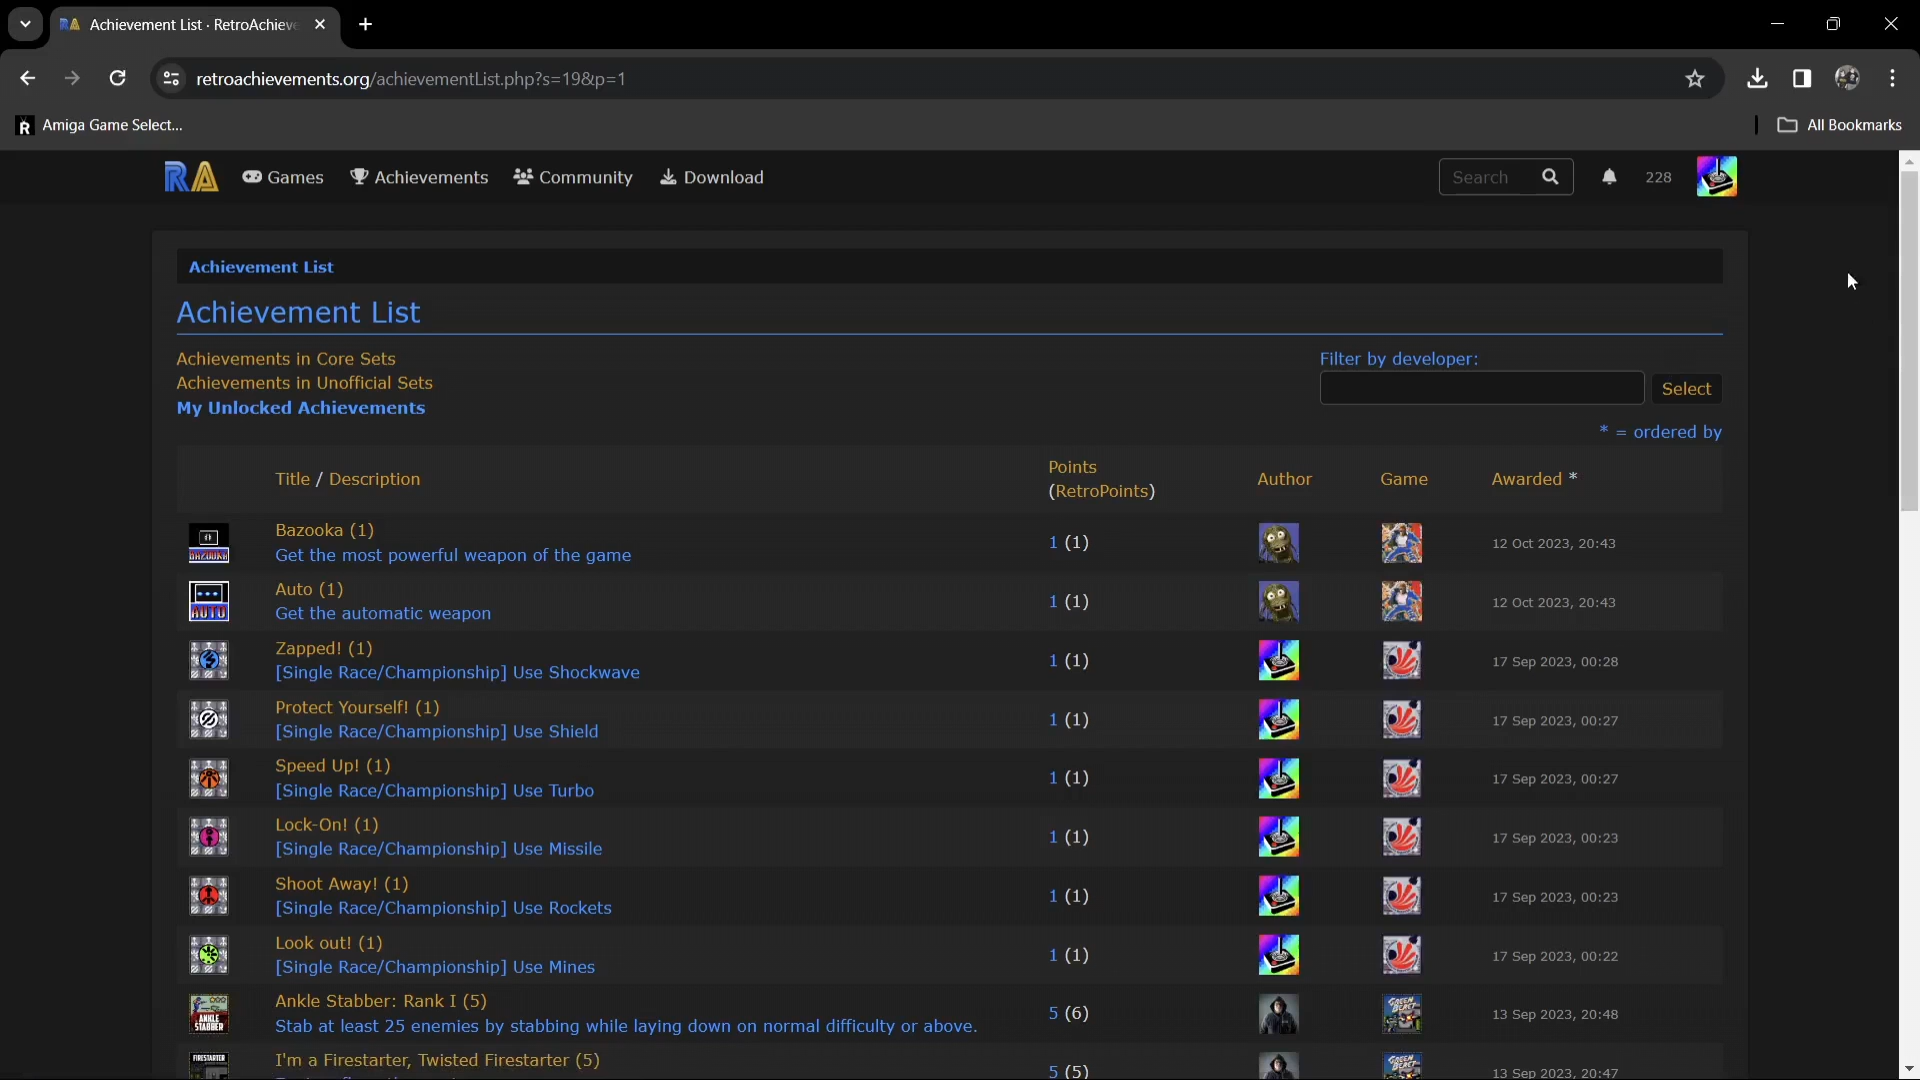 Achievement List · RetroAchieve
retroachievements.org/achievementList.php?s=19&p=1
R Amiga Game Select...
All Bookmarks
RA Games Achievements Community Download Search 228
Achievement List
Achievement List
Achievements in Core Sets
Achievements in Unofficial Sets
My Unlocked Achievements
Filter by developer:
Select
* = ordered by
Title / Description
Points
(RetroPoints)
Author
Game
Awarded *
BAZOOKA
Bazooka (1)
Get the most powerful weapon of the game
1 (1)
12 Oct 2023, 20:43
AUTO
Auto (1)
Get the automatic weapon
1 (1)
12 Oct 2023, 20:43
Zapped! (1)
[Single Race/Championship] Use Shockwave
1 (1)
17 Sep 2023, 00:28
Protect Yourself! (1)
[Single Race/Championship] Use Shield
1 (1)
17 Sep 2023, 00:27
Speed Up! (1)
[Single Race/Championship] Use Turbo
1 (1)
17 Sep 2023, 00:27
Lock-On! (1)
[Single Race/Championship] Use Missile
1 (1)
17 Sep 2023, 00:23
Shoot Away! (1)
[Single Race/Championship] Use Rockets
1 (1)
17 Sep 2023, 00:23
Look out! (1)
[Single Race/Championship] Use Mines
1 (1)
17 Sep 2023, 00:22
ANKLE
STABBER
Ankle Stabber: Rank I (5)
Stab at least 25 enemies by stabbing while laying down on normal difficulty or above.
5 (6)
GREEN
BERET
13 Sep 2023, 20:48
FIRESTARTER
I'm a Firestarter, Twisted Firestarter (5)
5 (5)
GREEN
BERET
13 Sep 2023, 20:47